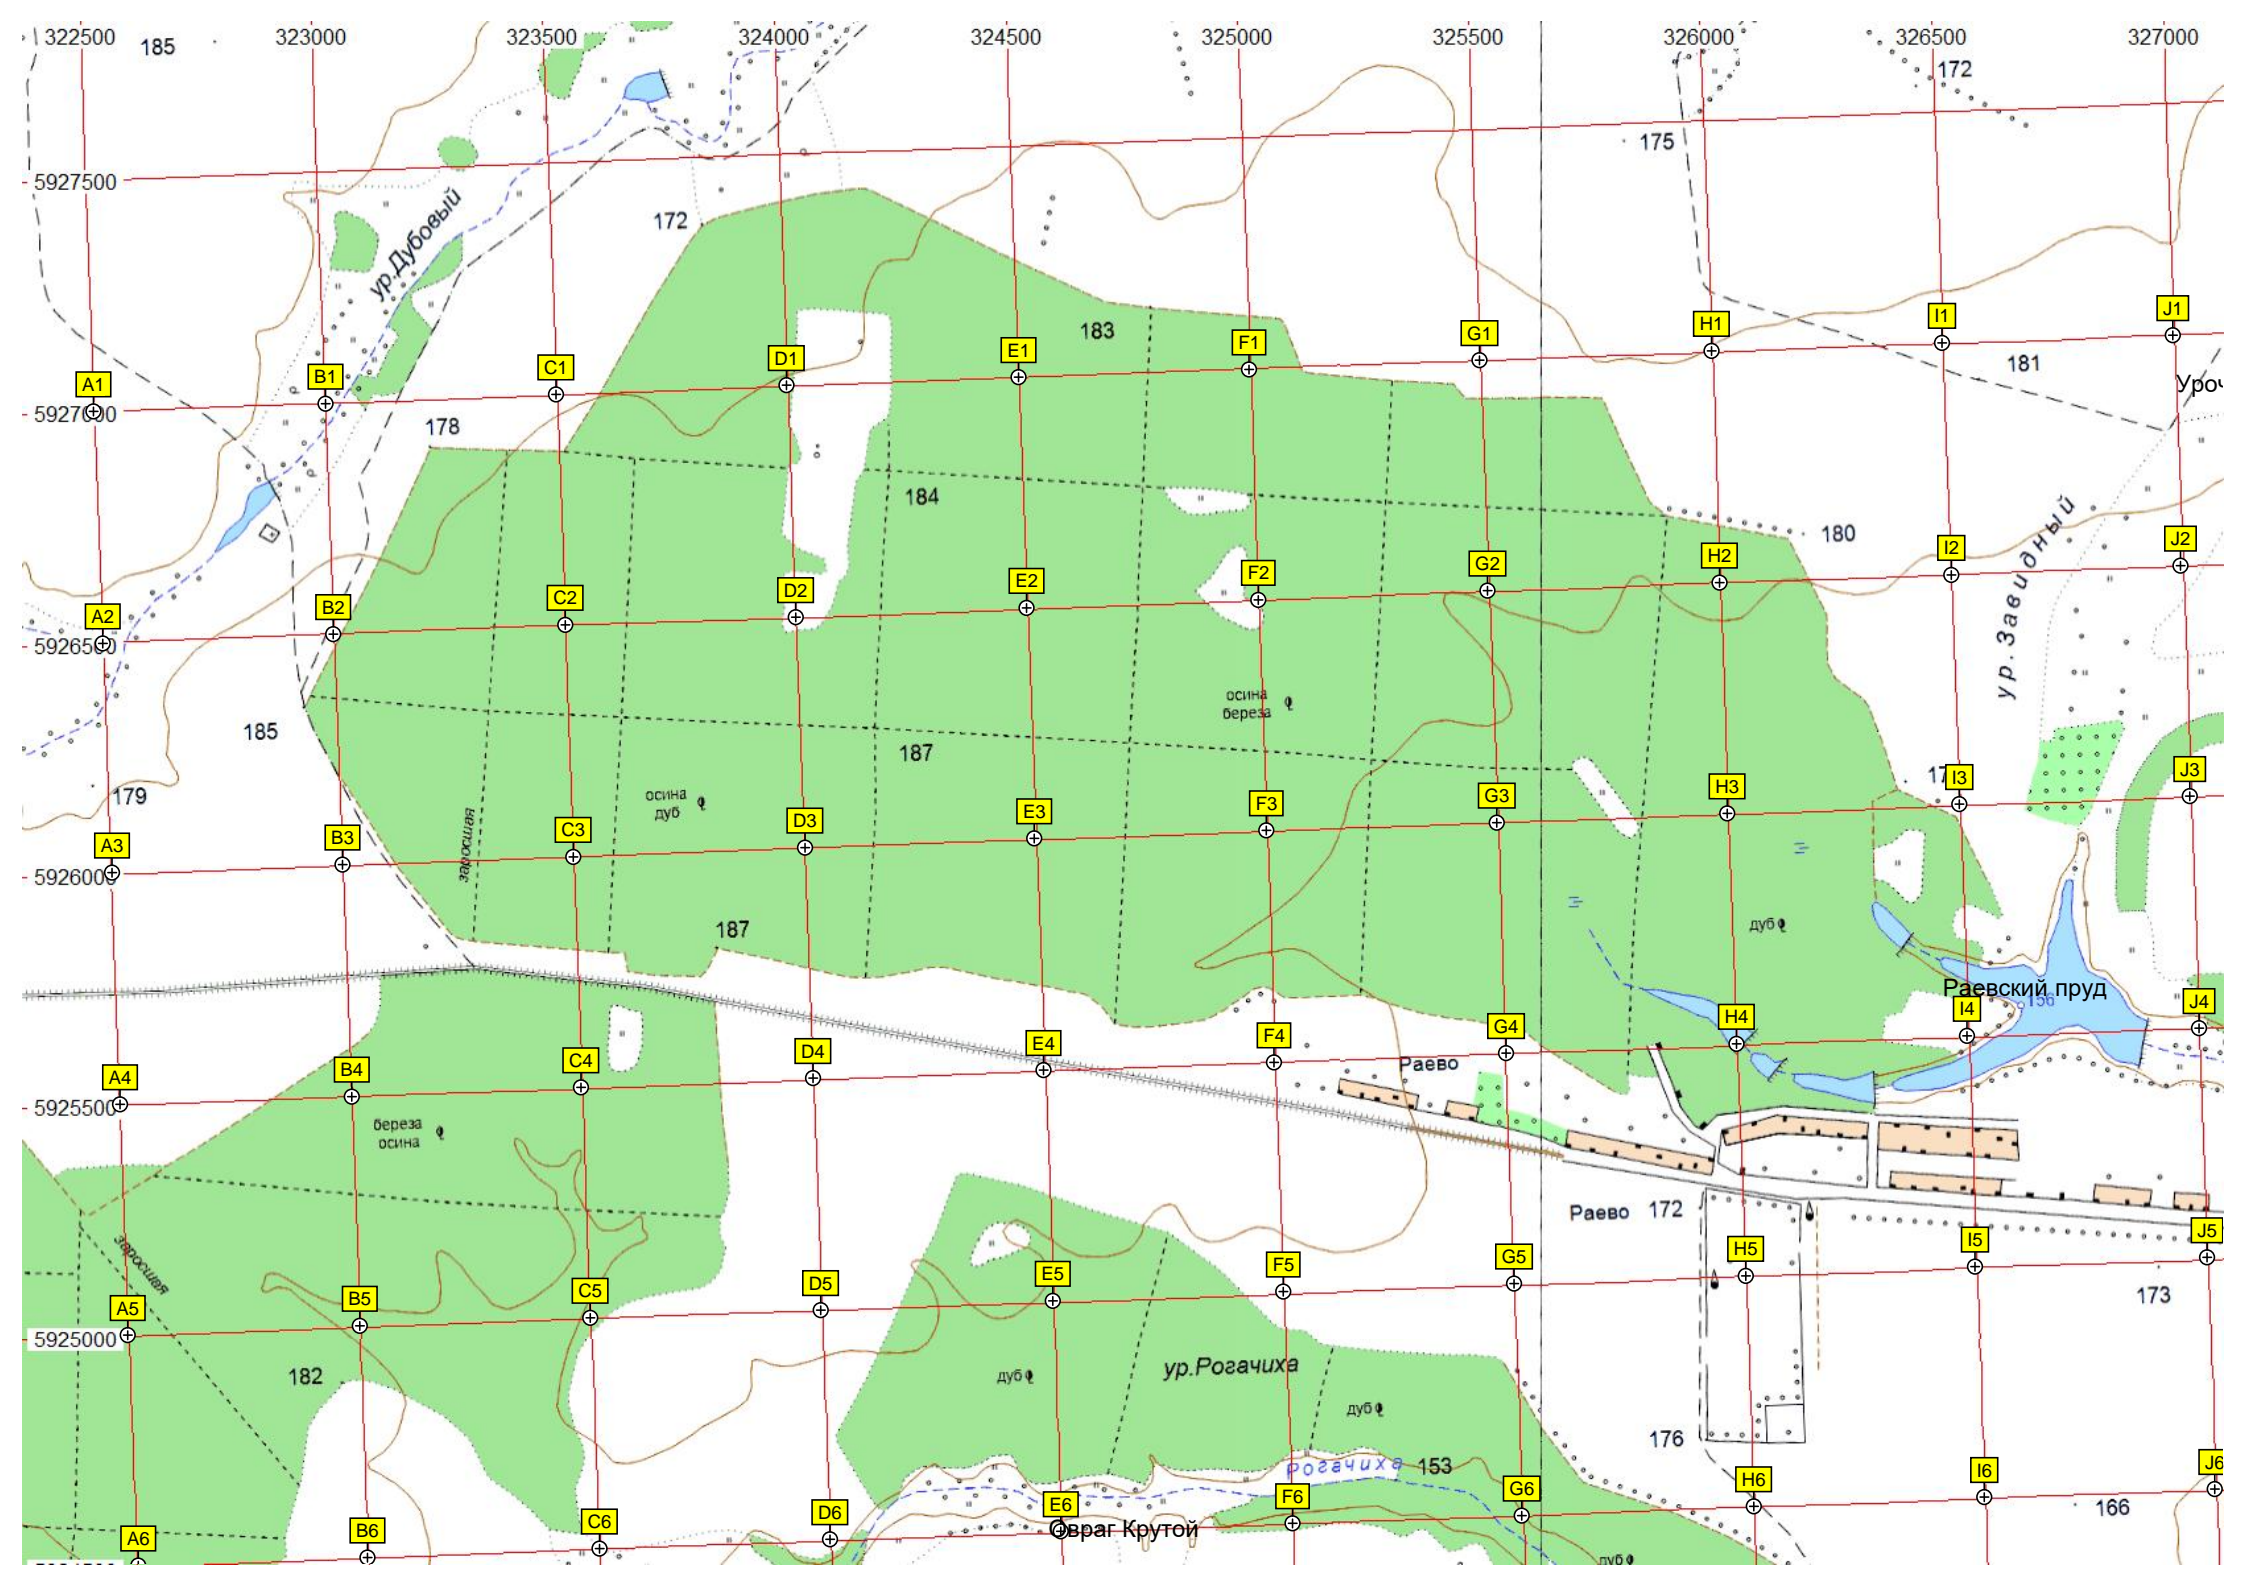 322500 323000 323500 324000 324500 325000 325500 326000 326500 327000
185
172
175
5927500
ур.Дубовый
172
183
J1
I1
H1
G1
F1
E1
D1
C1
B1
A1
181
5927000
178
184
180
J2
I2
H2
G2
F2
E2
D2
C2
B2
A2
ур. Завидный
5926500
осина
береза
185
187
179
осина
дуб
заросшая
J3
I3
H3
G3
F3
E3
D3
C3
B3
A3
5926000
187
дуб
Раевский пруд
156
J4
I4
H4
G4
F4
E4
D4
C4
B4
A4
Раево
5925500
береза
осина
Раево 172
заросшая
J5
I5
H5
G5
F5
E5
D5
C5
B5
A5
173
5925000
182
ур.Рогачиха
дуб
дуб
176
Рогачиха 153
J6
I6
H6
G6
F6
E6
D6
C6
B6
A6
166
Овраг Крутой
дуб